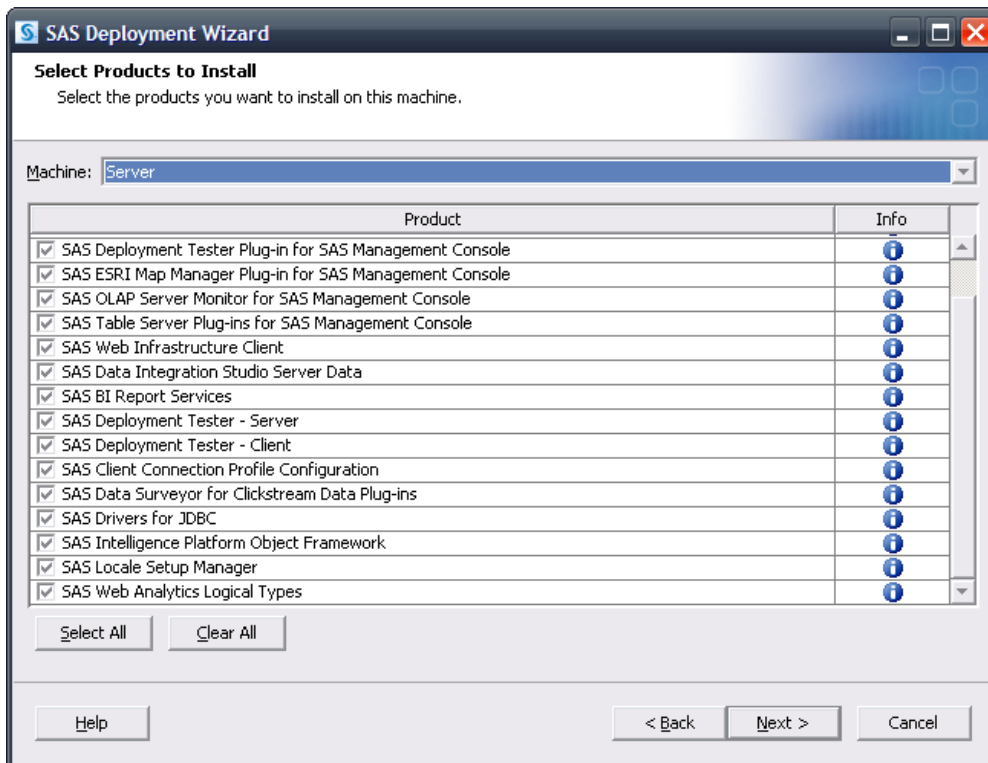 SAS Deployment Wizard
Select Products to Install
Select the products you want to install on this machine.
Machine: Server
Product Info
SAS Deployment Tester Plug-in for SAS Management Console
SAS ESRI Map Manager Plug-in for SAS Management Console
SAS OLAP Server Monitor for SAS Management Console
SAS Table Server Plug-ins for SAS Management Console
SAS Web Infrastructure Client
SAS Data Integration Studio Server Data
SAS BI Report Services
SAS Deployment Tester - Server
SAS Deployment Tester - Client
SAS Client Connection Profile Configuration
SAS Data Surveyor for Clickstream Data Plug-ins
SAS Drivers for JDBC
SAS Intelligence Platform Object Framework
SAS Locale Setup Manager
SAS Web Analytics Logical Types
Select All Clear All
Help < Back Next > Cancel